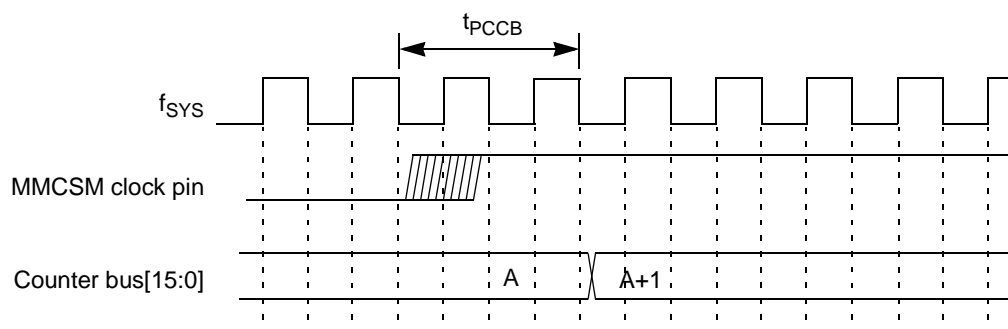 tPCCB
fSYS
MMCSM clock pin
Counter bus[15:0]
A
A+1